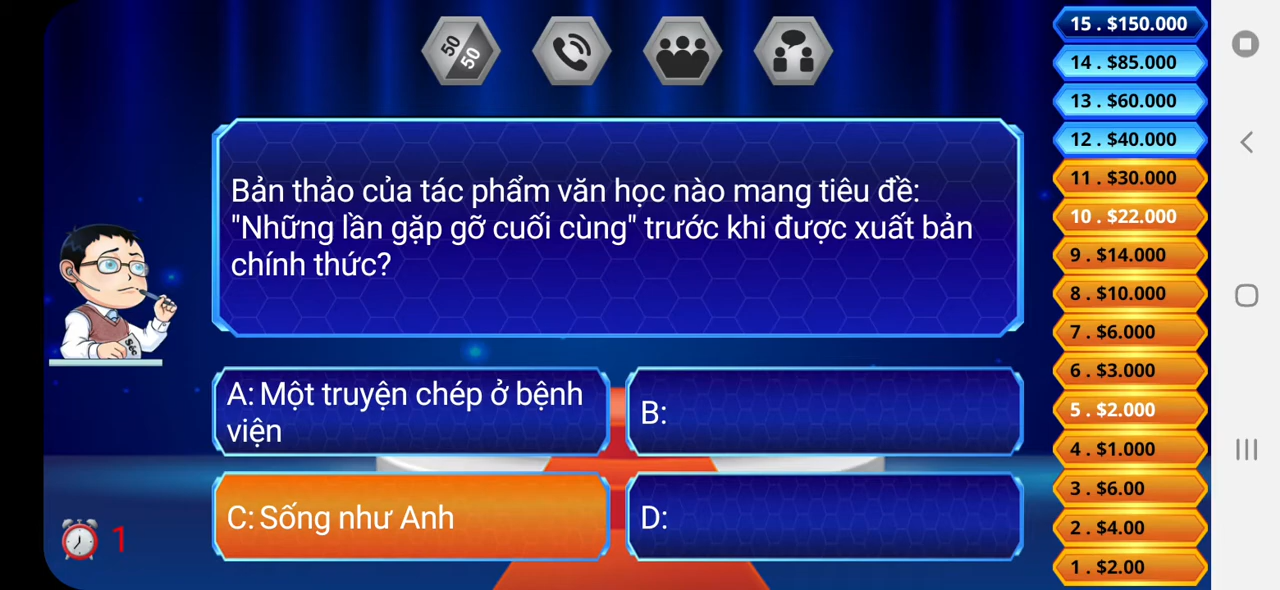 50
50
Bản thảo của tác phẩm văn học nào mang tiêu đề:
"Những lần gặp gỡ cuối cùng" trước khi được xuất bản
chính thức?
A: Một truyện chép ở bệnh
viện
B:
C: Sống như Anh
D:
1
15 . $150.000
14 . $85.000
13 . $60.000
12 . $40.000
11 . $30.000
10 . $22.000
9 . $14.000
8 . $10.000
7 . $6.000
6 . $3.000
5 . $2.000
4 . $1.000
3 . $6.00
2 . $4.00
1 . $2.00